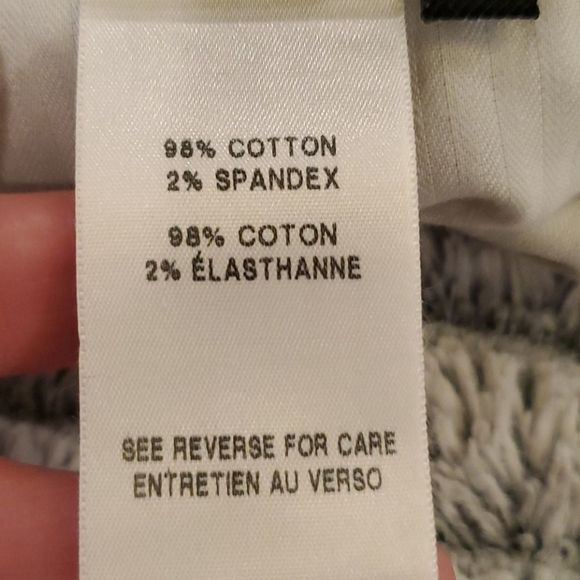 98% COTTON
2% SPANDEX
98% COTON
2% ÉLASTHANNE
SEE REVERSE FOR CARE
ENTRETIEN AU VERSO